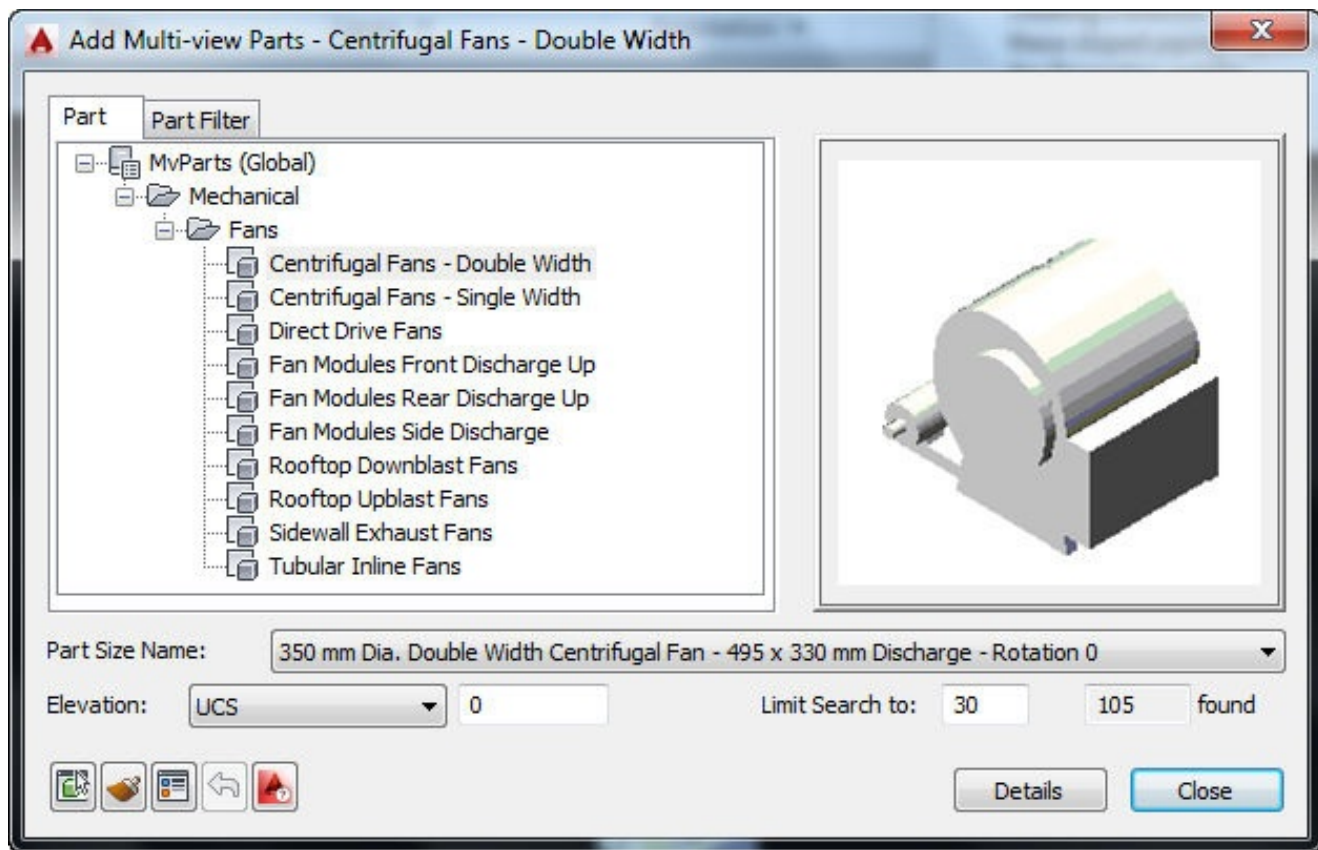 Add Multi-view Parts - Centrifugal Fans - Double Width
Part Part Filter
MvParts (Global)
Mechanical
Fans
Centrifugal Fans - Double Width
Centrifugal Fans - Single Width
Direct Drive Fans
Fan Modules Front Discharge Up
Fan Modules Rear Discharge Up
Fan Modules Side Discharge
Rooftop Downblast Fans
Rooftop Upblast Fans
Sidewall Exhaust Fans
Tubular Inline Fans
Part Size Name: 350 mm Dia. Double Width Centrifugal Fan - 495 x 330 mm Discharge - Rotation 0
Elevation: UCS 0 Limit Search to: 30 105 found
Details Close